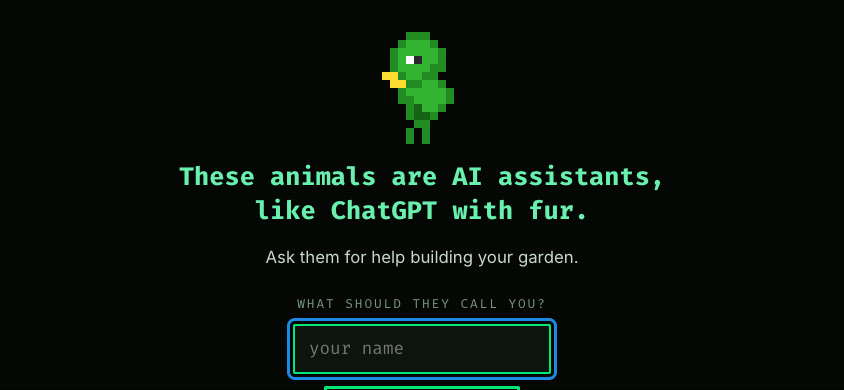 These animals are AI assistants,
like ChatGPT with fur.
Ask them for help building your garden.
WHAT SHOULD THEY CALL YOU?
your name